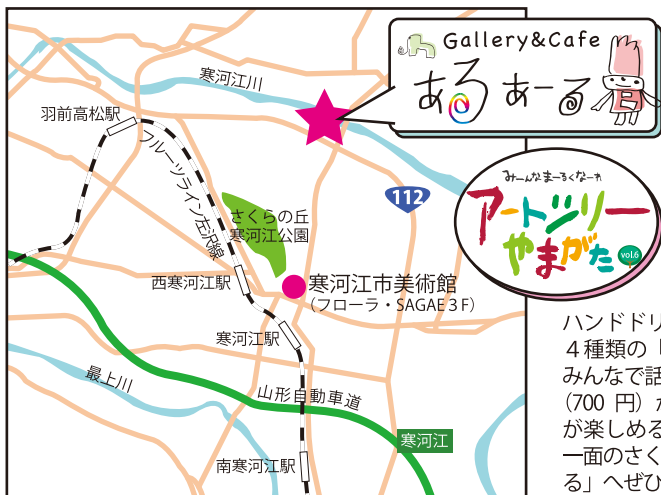 Gallery&Cafe
あるあーる
寒河江川
羽前高松駅
フルーツライン左沢線
112
みーんなまーるくなーれ
アートツリー
やまがた
vol.6
さくらの丘
寒河江公園
西寒河江駅
寒河江市美術館
（フローラ・SAGAE３F）
寒河江駅
最上川
山形自動車道
寒河江
南寒河江駅
ハンドドリ
４種類の「
みんなで話
（700 円）
が楽しめる
一面のさく
る」へぜひ